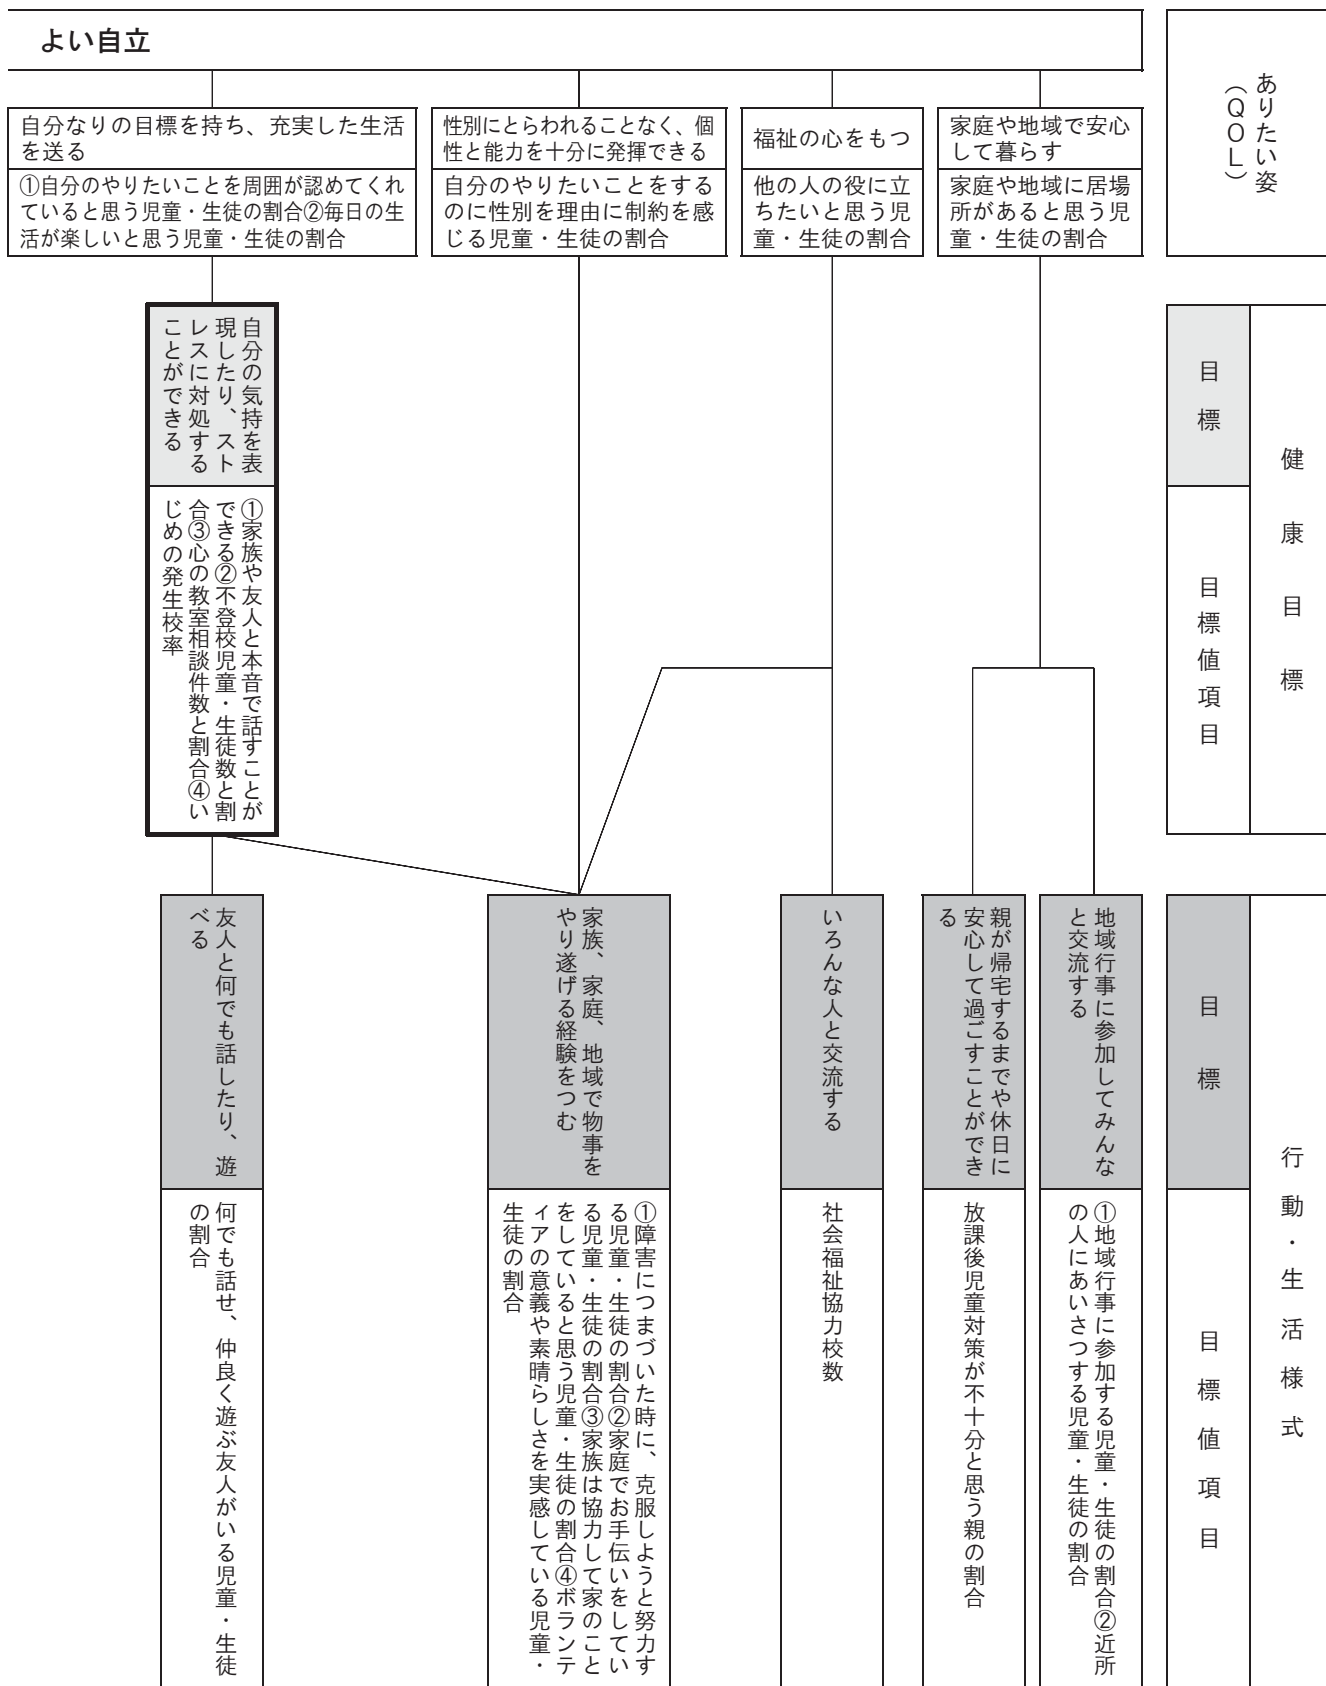 よい自立
ありたい姿
（ＱＯＬ）
自分なりの目標を持ち、充実した生活
を送る
①自分のやりたいことを周囲が認めてくれ
ていると思う児童・生徒の割合②毎日の生
活が楽しいと思う児童・生徒の割合
性別にとらわれることなく、個
性と能力を十分に発揮できる
自分のやりたいことをする
のに性別を理由に制約を感
じる児童・生徒の割合
福祉の心をもつ
他の人の役に立
ちたいと思う児
童・生徒の割合
家庭や地域で安心
して暮らす
家庭や地域に居場
所があると思う児
童・生徒の割合
健康目標
目標
目標値項目
自分の気持を表
現したり、スト
レスに対処する
ことができる
①家族や友人と本音で話すことが
できる②不登校児童・生徒数と割
合③心の教室相談件数と割合④い
じめの発生校率
行動・生活様式
目標
目標値項目
地域行事に参加してみんな
と交流する
①地域行事に参加する児童・生徒の割合②近所
の人にあいさつする児童・生徒の割合
親が帰宅するまでや休日に
安心して過ごすことができ
る
放課後児童対策が不十分と思う親の割合
いろんな人と交流する
社会福祉協力校数
家族、家庭、地域で物事を
やり遂げる経験をつむ
①障害につまづいた時に、克服しようと努力す
る児童・生徒の割合②家庭でお手伝いをしてい
る児童・生徒の割合③家族は協力して家のこと
をしていると思う児童・生徒の割合④ボランテ
ィアの意義や素晴らしさを実感している児童・
生徒の割合
友人と何でも話したり、遊
べる
何でも話せ、仲良く遊ぶ友人がいる児童・生徒
の割合